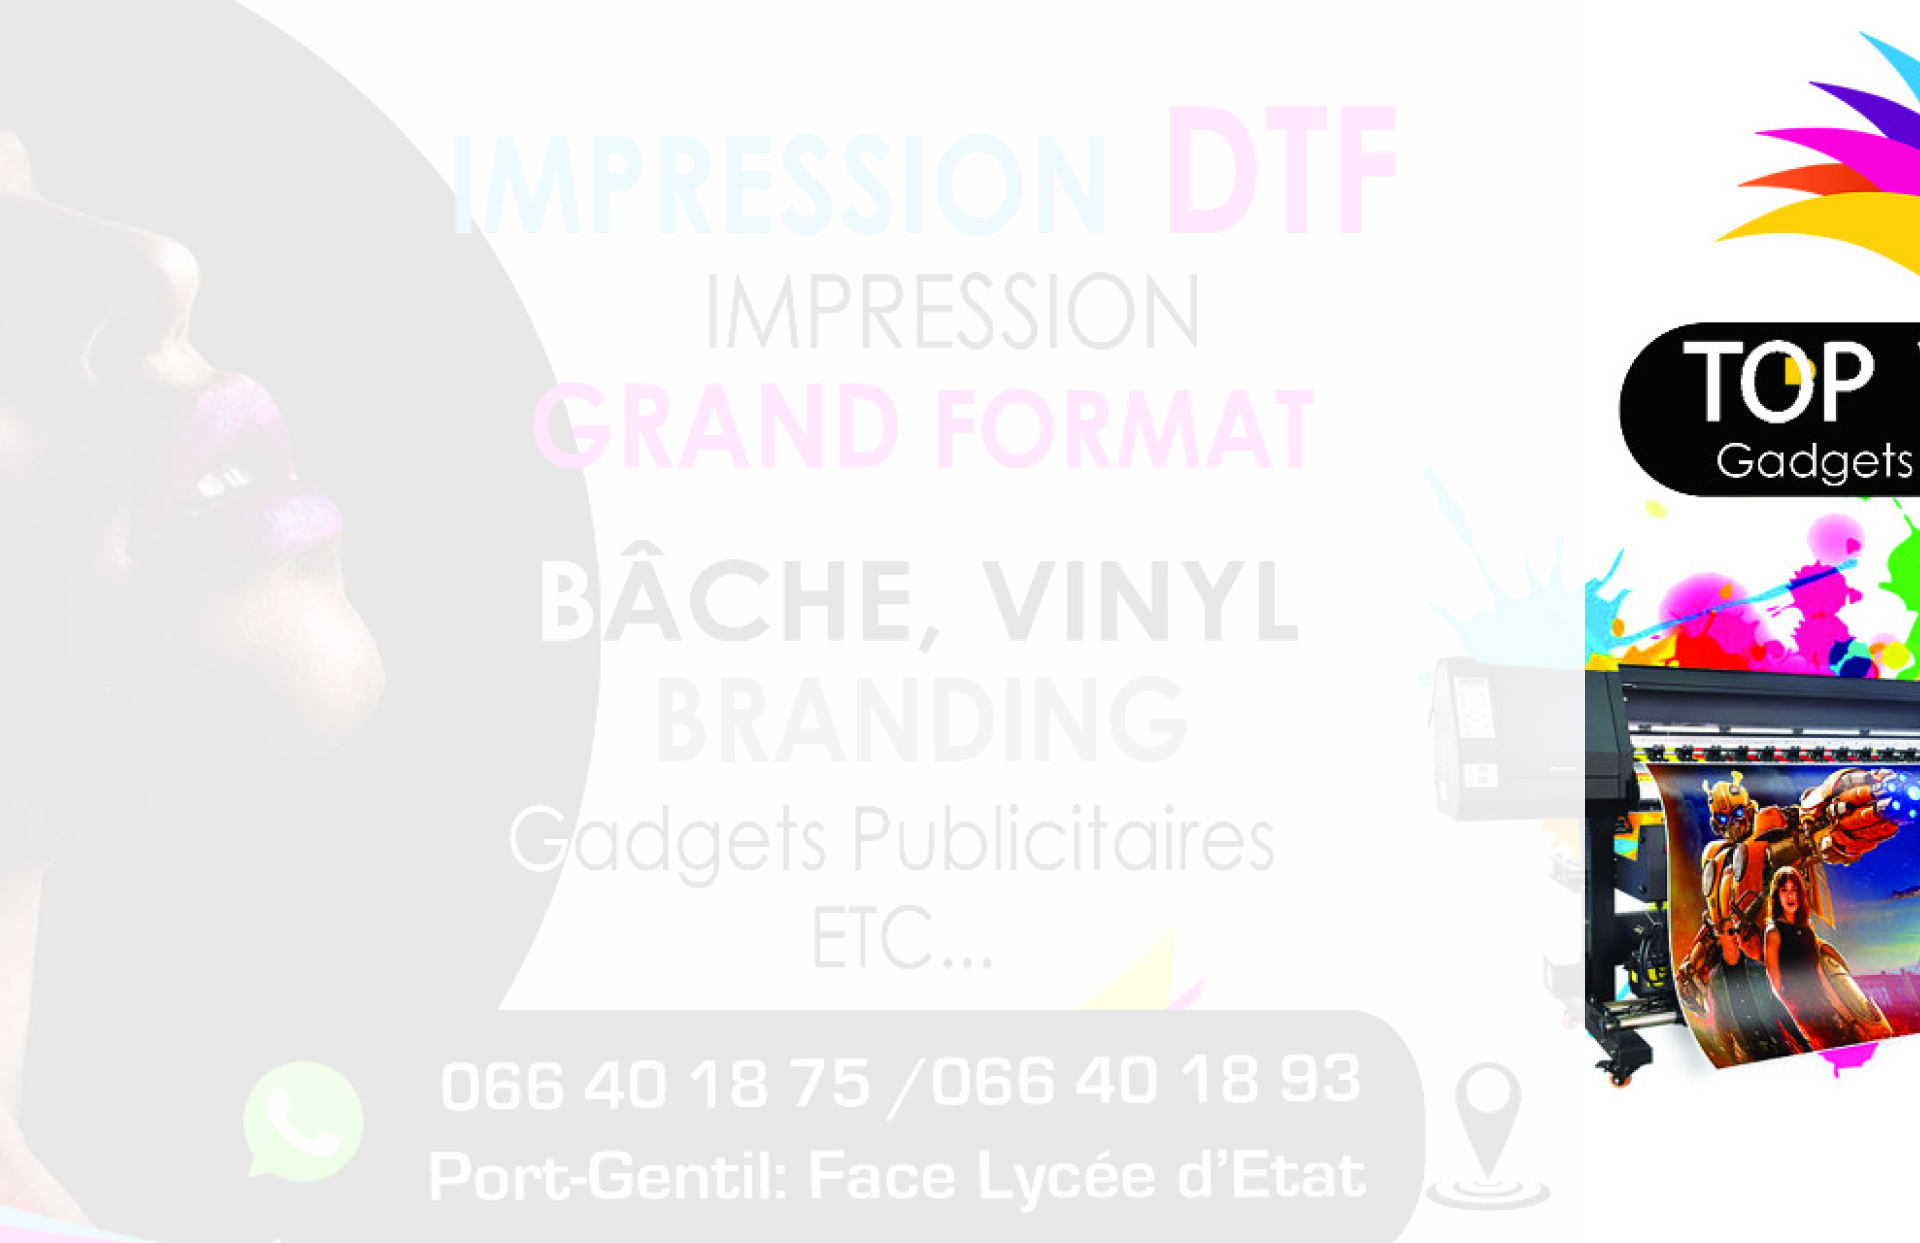 IMPRESSION DTF
IMPRESSION
GRAND FORMAT
BÂCHE, VINYL
BRANDING
Gadgets Publicitaires
ETC...
066 40 18 75 /066 40 18 93
Port-Gentil: Face Lycée d'Etat
TOP
Gadgets